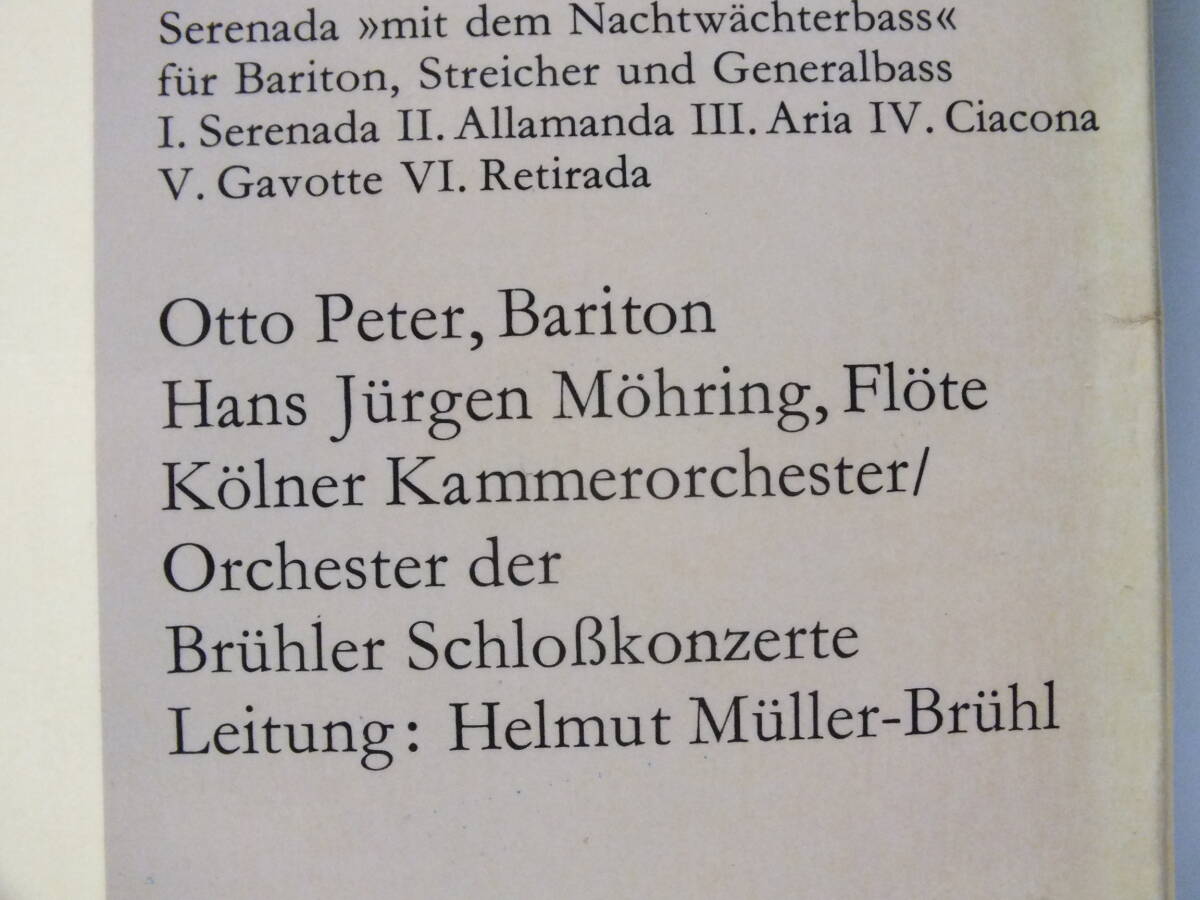 Serenada »mit dem Nachtwächterbass«
für Bariton, Streicher und Generalbass
I. Serenada II. Allamanda III. Aria IV. Ciacona
V. Gavotte VI. Retirada
Otto Peter, Bariton
Hans Jürgen Möhring, Flöte
Kölner Kammerorchester/
Orchester der
Brühler Schloßkonzerte
Leitung: Helmut Müller-Brühl